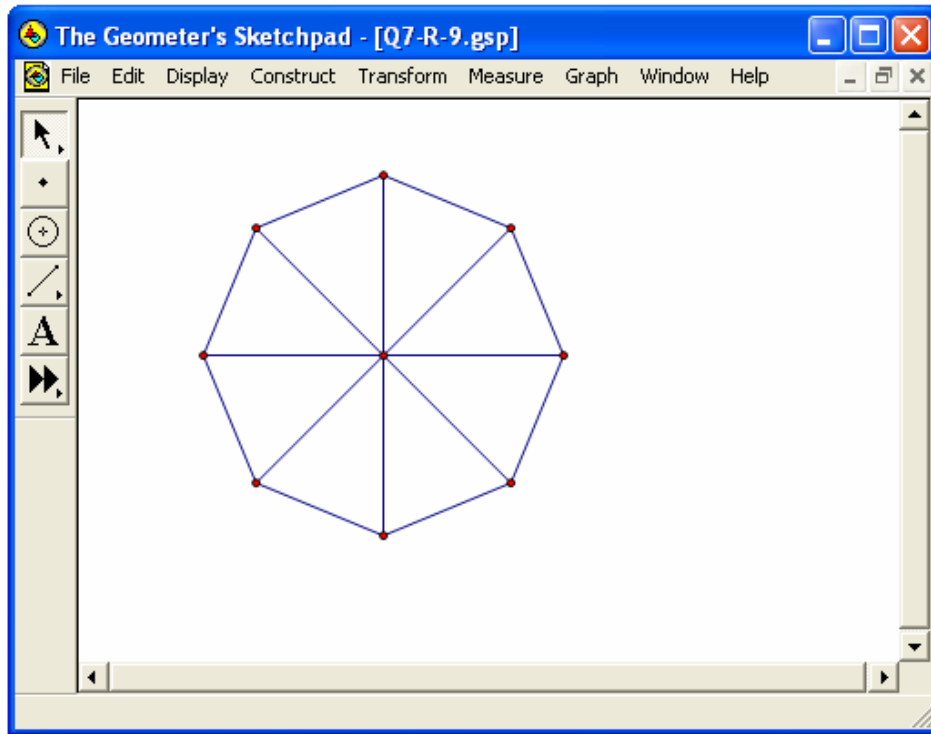 The Geometer's Sketchpad - [Q7-R-9.gsp]
File Edit Display Construct Transform Measure Graph Window Help
A